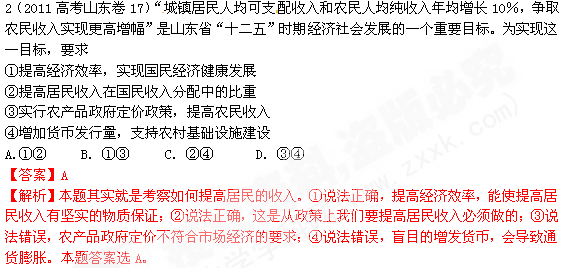 2（2011高考山东卷17）“城镇居民人均可支配收入和农民人均纯收入年均增长10％，争取
农民收入实现更高增幅”是山东省“十二五”时期经济社会发展的一个重要目标。为实现这
一目标，要求
①提高经济效率，实现国民经济健康发展
②提高居民收入在国民收入分配中的比重
③实行农产品政府定价政策，提高农民收入
④增加货币发行量，支持农村基础设施建设
A.①② B. ①③ C. ②④ D. ③④
【答案】A
【解析】本题其实就是考察如何提高居民的收入。①说法正确，提高经济效率，能使提高居
民收入有坚实的物质保证；②说法正确，这是从政策上我们要提高居民收入必须做的；③说
法错误，农产品政府定价不符合市场经济的要求；④说法错误，盲目的增发货币，会导致通
货膨胀。本题答案选A。